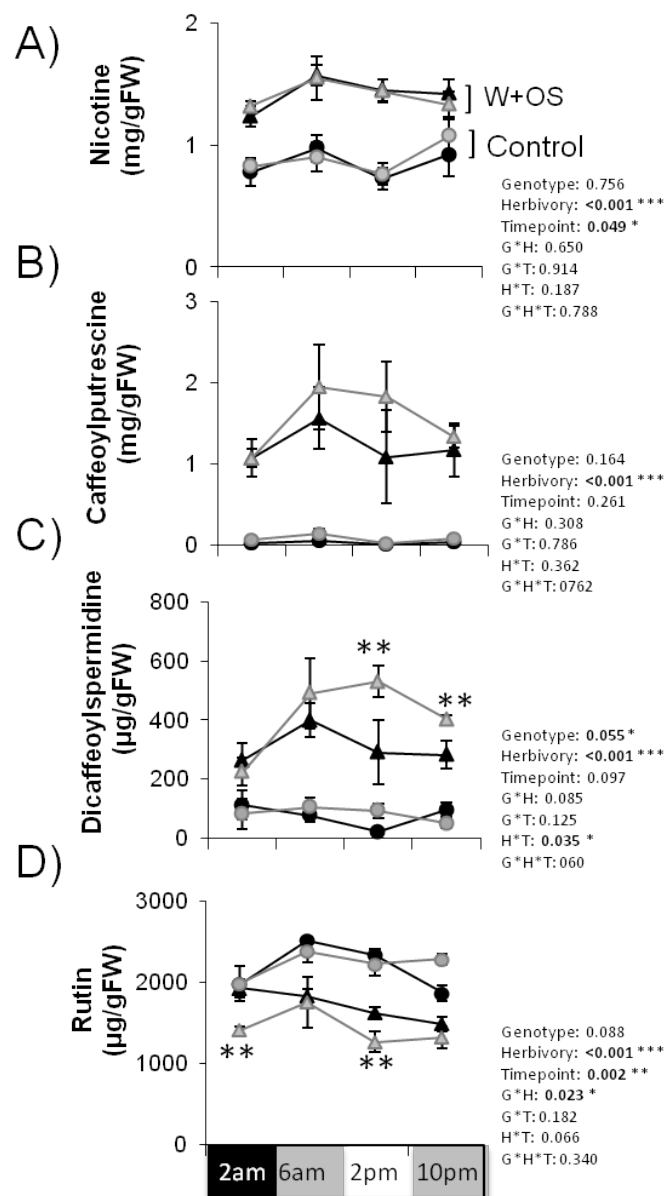 A)
Nicotine
(mg/gFW)
2
1
0
W+OS
Control
Genotype: 0.756
Herbivory: <0.001 ***
Timepoint: 0.049 *
G*H: 0.650
G*T: 0.914
H*T: 0.187
G*H*T: 0.788
B)
Caffeoylputrescine
(mg/gFW)
3
2
1
0
Genotype: 0.164
Herbivory: <0.001 ***
Timepoint: 0.261
G*H: 0.308
G*T: 0.786
H*T: 0.362
G*H*T: 0762
C)
Dicaffeoylspermidine
(µg/gFW)
800
600
400
200
0
**
**
Genotype: 0.055 *
Herbivory: <0.001 ***
Timepoint: 0.097
G*H: 0.085
G*T: 0.125
H*T: 0.035 *
G*H*T: 060
D)
Rutin
(µg/gFW)
3000
2000
1000
0
**
**
Genotype: 0.088
Herbivory: <0.001 ***
Timepoint: 0.002 **
G*H: 0.023 *
G*T: 0.182
H*T: 0.066
G*H*T: 0.340
2am 6am 2pm 10pm